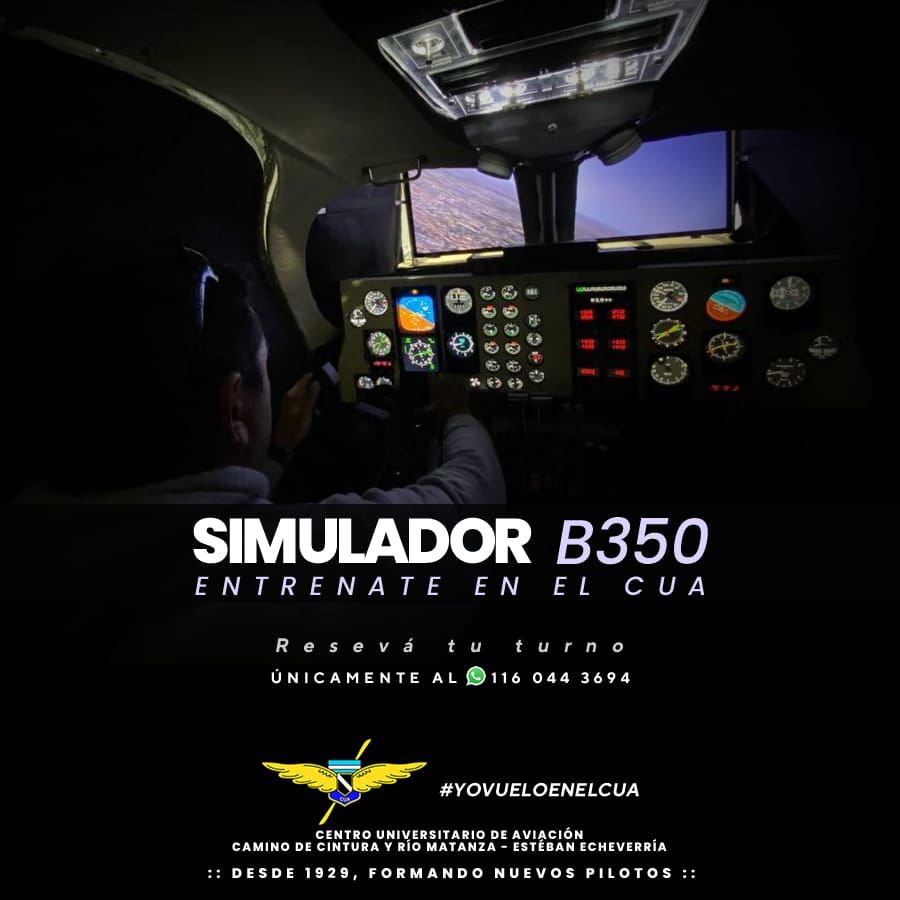 SIMULADOR B350
ENTRENATE EN EL CUA
Resevá tu turno
ÚNICAMENTE AL 116 044 3694
CUA
#YOVUELOENELCUA
CENTRO UNIVERSITARIO DE AVIACIÓN
CAMINO DE CINTURA Y RÍO MATANZA - ESTÉBAN ECHEVERRÍA
:: DESDE 1929, FORMANDO NUEVOS PILOTOS ::